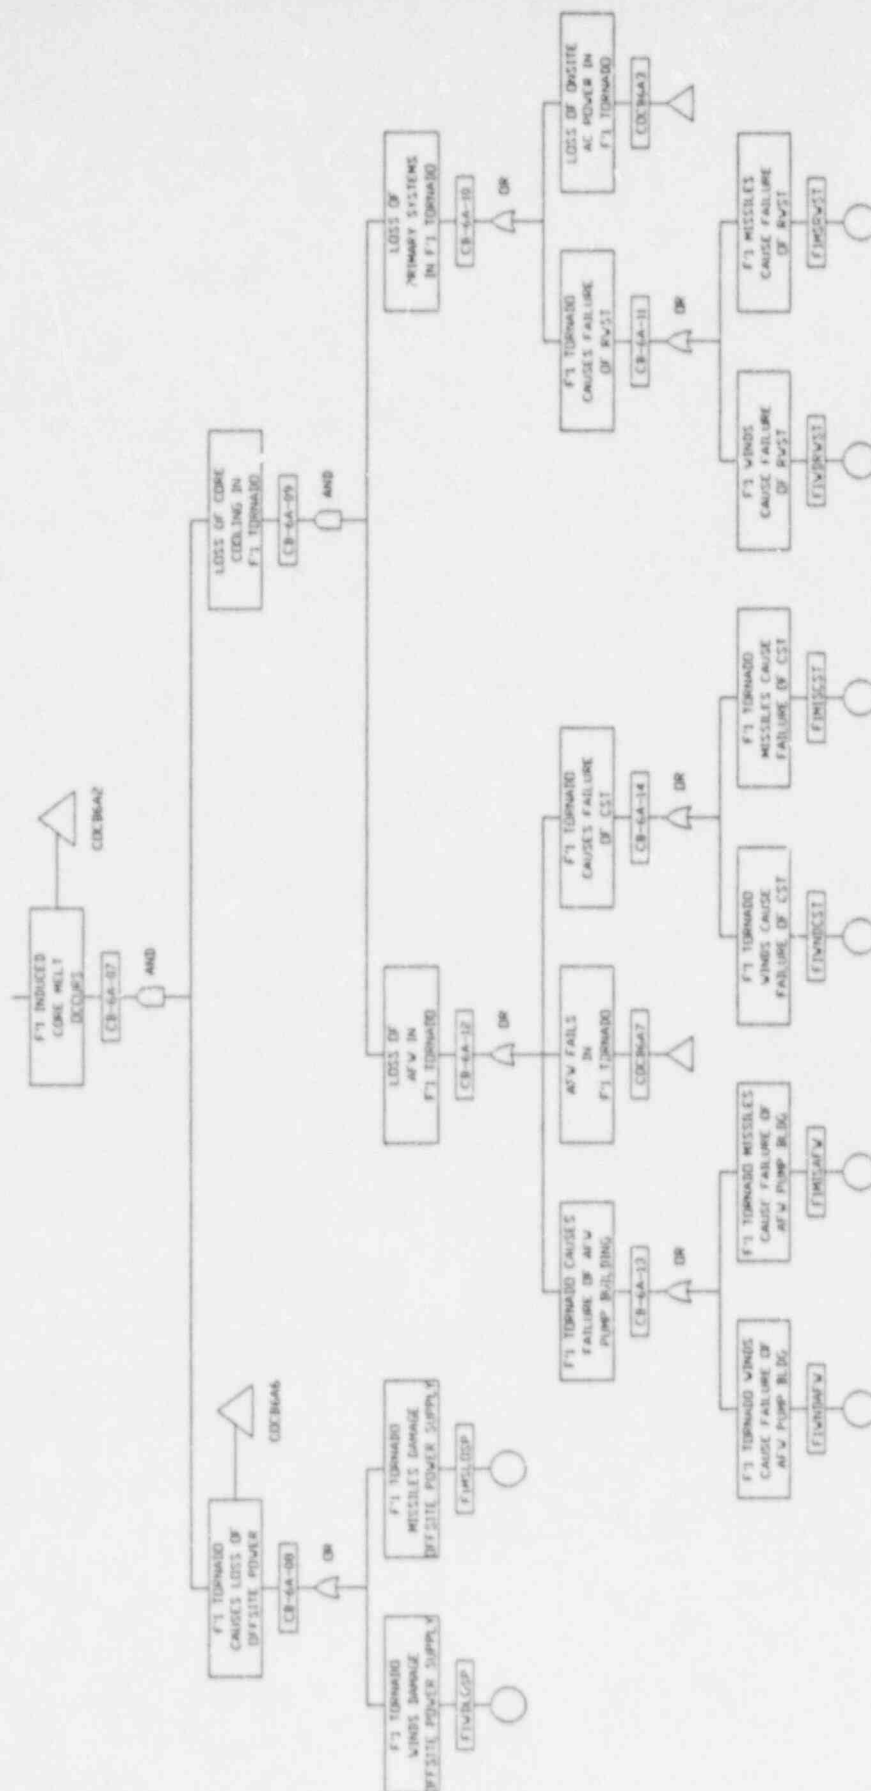 F'1 INDUCED
CORE MELT
OCCURS
CDCB6A2
CB-6A-07
AND
F'1 TORNADO
CAUSES LOSS OF
OFFSITE POWER
CDCB6A6
CB-6A-08
OR
LOSS OF CORE
COOLING IN
F'1 TORNADO
CB-6A-09
AND
F'1 TORNADO
WINDS DAMAGE
OFFSITE POWER SUPPLY
F'1 TORNADO
MISSILES DAMAGE
OFFSITE POWER SUPPLY
F1MSLOSP
LOSS OF
AFW IN
F'1 TORNADO
CB-6A-12
OR
LOSS OF
PRIMARY SYSTEMS
IN F'1 TORNADO
CB-6A-10
OR
F'1 TORNADO CAUSES
FAILURE OF AFW
PUMP BUILDING
CB-6A-13
OR
AFW FAILS
IN
F'1 TORNADO
CDCB6A7
F'1 TORNADO
CAUSES FAILURE
OF CST
CB-6A-14
OR
F'1 TORNADO
CAUSES FAILURE
OF RWST
CB-6A-11
OR
LOSS OF ONSITE
AC POWER IN
F'1 TORNADO
CDCB6A3
F'1 TORNADO WINDS
CAUSE FAILURE OF
AFW PUMP BLDG
F1WNDAFW
F'1 TORNADO MISSILES
CAUSE FAILURE OF
AFW PUMP BLDG
F1MISAFW
F'1 TORNADO
WINDS CAUSE
FAILURE OF CST
F1WNDCST
F'1 TORNADO
MISSILES CAUSE
FAILURE OF CST
F1MISCST
F'1 WINDS
CAUSE FAILURE
OF RWST
F1WDRWST
F'1 MISSILES
CAUSE FAILURE
OF RWST
F1MSRWST